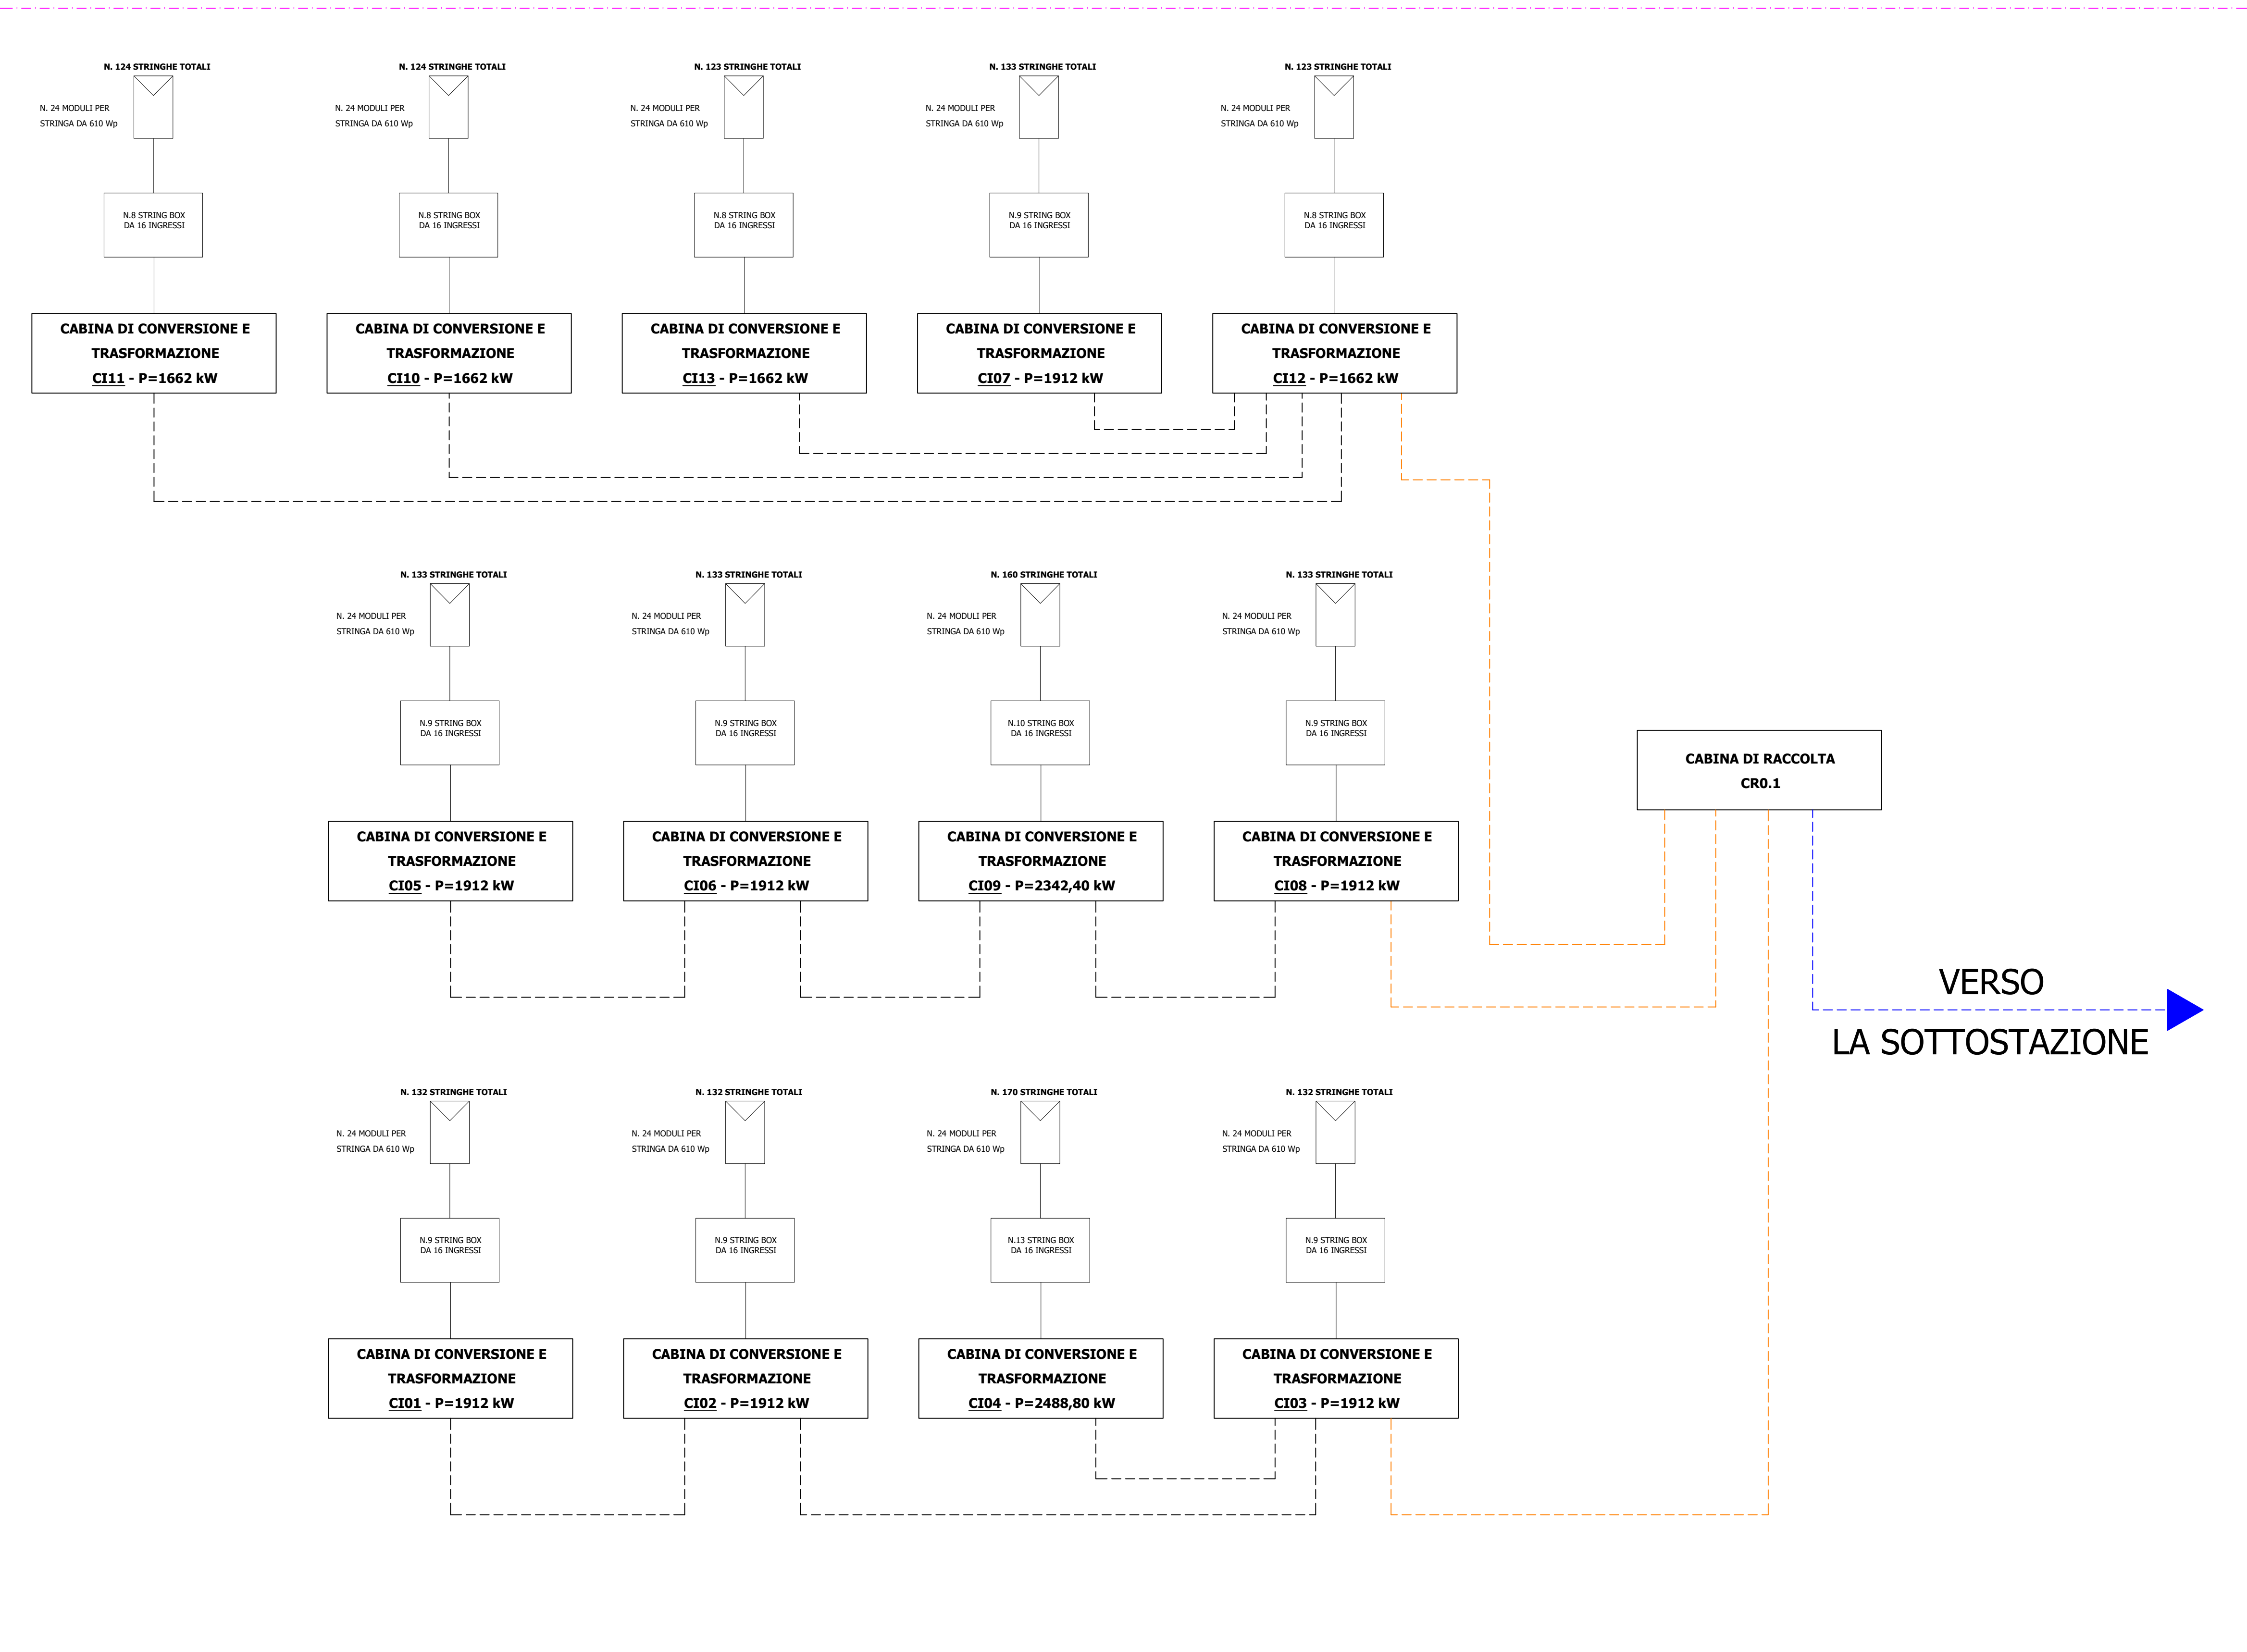 N. 124 STRINGHE TOTALI
N. 24 MODULI PER
STRINGA DA 610 Wp
N.8 STRING BOX
DA 16 INGRESSI
CABINA DI CONVERSIONE E
TRASFORMAZIONE
CI11 - P=1662 kW
N. 124 STRINGHE TOTALI
N. 24 MODULI PER
STRINGA DA 610 Wp
N.8 STRING BOX
DA 16 INGRESSI
CABINA DI CONVERSIONE E
TRASFORMAZIONE
CI10 - P=1662 kW
N. 123 STRINGHE TOTALI
N. 24 MODULI PER
STRINGA DA 610 Wp
N.8 STRING BOX
DA 16 INGRESSI
CABINA DI CONVERSIONE E
TRASFORMAZIONE
CI13 - P=1662 kW
N. 133 STRINGHE TOTALI
N. 24 MODULI PER
STRINGA DA 610 Wp
N.9 STRING BOX
DA 16 INGRESSI
CABINA DI CONVERSIONE E
TRASFORMAZIONE
CI07 - P=1912 kW
N. 123 STRINGHE TOTALI
N. 24 MODULI PER
STRINGA DA 610 Wp
N.8 STRING BOX
DA 16 INGRESSI
CABINA DI CONVERSIONE E
TRASFORMAZIONE
CI12 - P=1662 kW
N. 133 STRINGHE TOTALI
N. 24 MODULI PER
STRINGA DA 610 Wp
N.9 STRING BOX
DA 16 INGRESSI
CABINA DI CONVERSIONE E
TRASFORMAZIONE
CI05 - P=1912 kW
N. 133 STRINGHE TOTALI
N. 24 MODULI PER
STRINGA DA 610 Wp
N.9 STRING BOX
DA 16 INGRESSI
CABINA DI CONVERSIONE E
TRASFORMAZIONE
CI06 - P=1912 kW
N. 160 STRINGHE TOTALI
N. 24 MODULI PER
STRINGA DA 610 Wp
N.10 STRING BOX
DA 16 INGRESSI
CABINA DI CONVERSIONE E
TRASFORMAZIONE
CI09 - P=2342,40 kW
N. 133 STRINGHE TOTALI
N. 24 MODULI PER
STRINGA DA 610 Wp
N.9 STRING BOX
DA 16 INGRESSI
CABINA DI CONVERSIONE E
TRASFORMAZIONE
CI08 - P=1912 kW
CABINA DI RACCOLTA
CR0.1
VERSO
LA SOTTOSTAZIONE
N. 132 STRINGHE TOTALI
N. 24 MODULI PER
STRINGA DA 610 Wp
N.9 STRING BOX
DA 16 INGRESSI
CABINA DI CONVERSIONE E
TRASFORMAZIONE
CI01 - P=1912 kW
N. 132 STRINGHE TOTALI
N. 24 MODULI PER
STRINGA DA 610 Wp
N.9 STRING BOX
DA 16 INGRESSI
CABINA DI CONVERSIONE E
TRASFORMAZIONE
CI02 - P=1912 kW
N. 170 STRINGHE TOTALI
N. 24 MODULI PER
STRINGA DA 610 Wp
N.13 STRING BOX
DA 16 INGRESSI
CABINA DI CONVERSIONE E
TRASFORMAZIONE
CI04 - P=2488,80 kW
N. 132 STRINGHE TOTALI
N. 24 MODULI PER
STRINGA DA 610 Wp
N.9 STRING BOX
DA 16 INGRESSI
CABINA DI CONVERSIONE E
TRASFORMAZIONE
CI03 - P=1912 kW